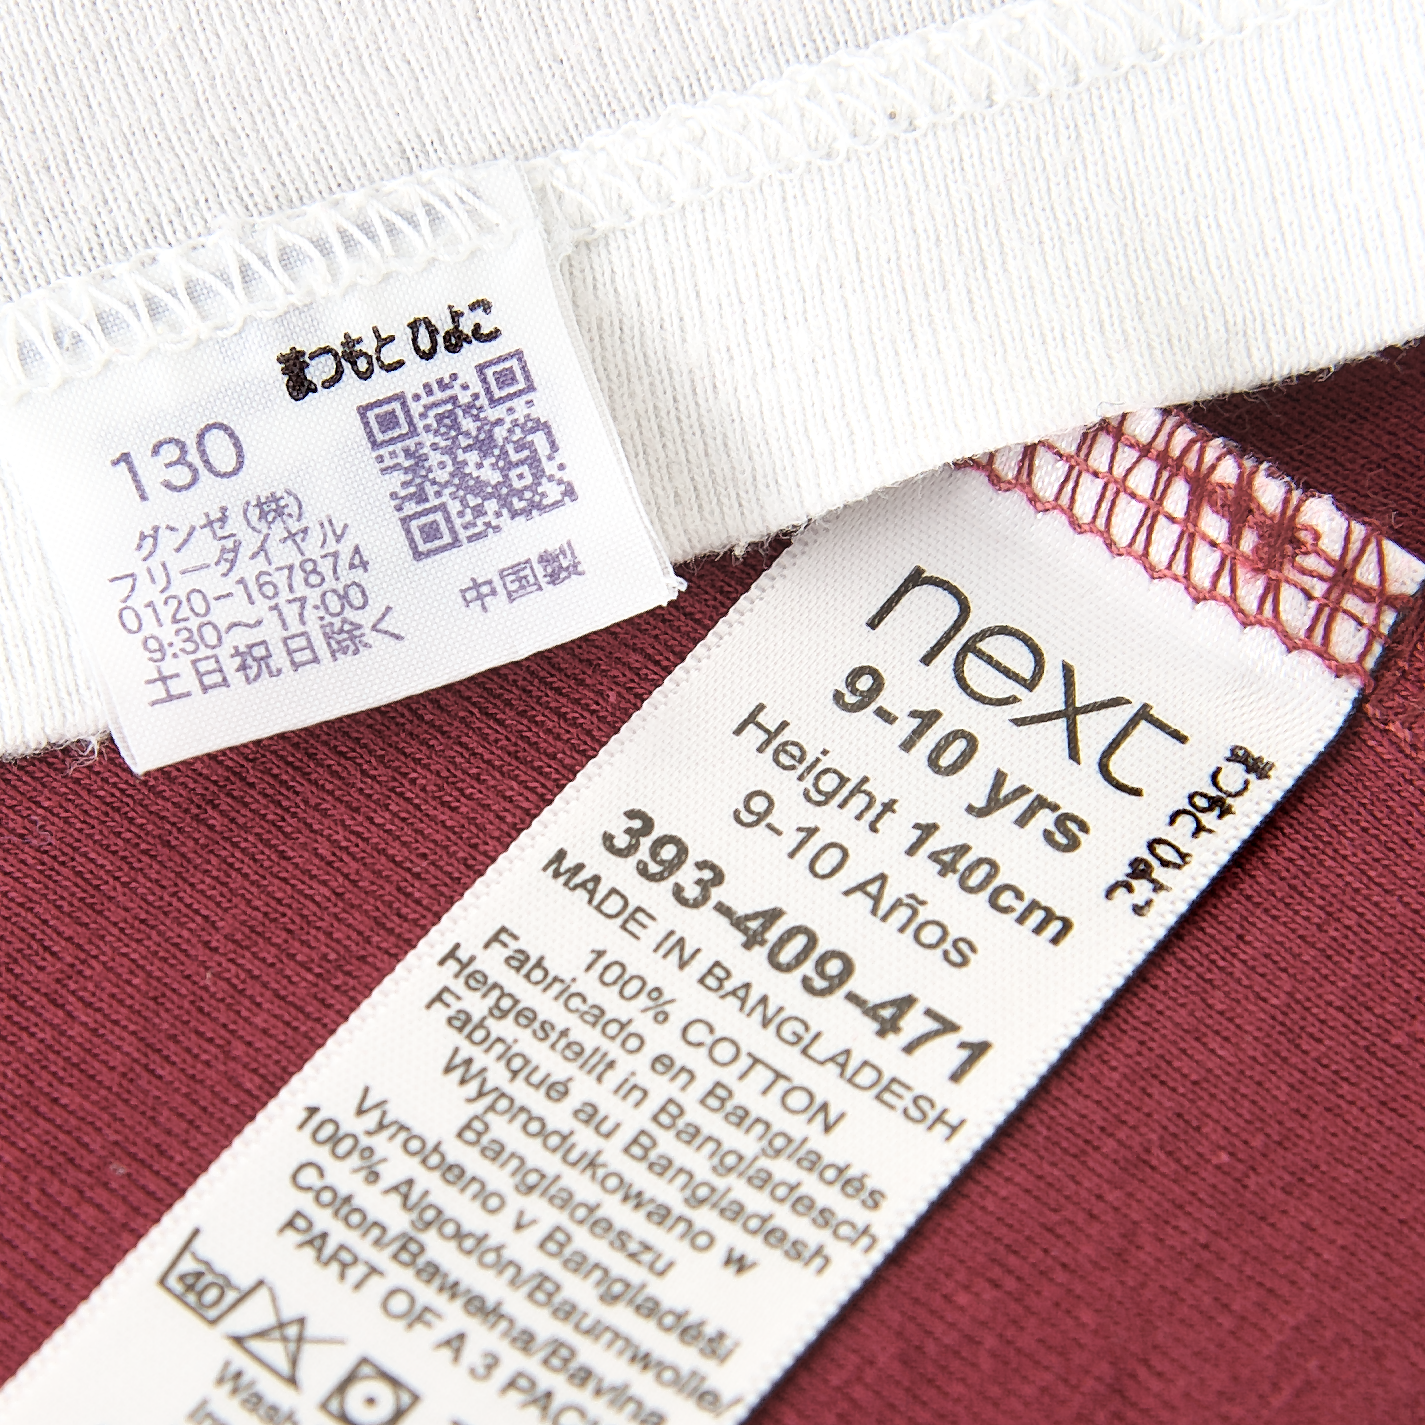 まつもと ひよこ
130
グンゼ(株)
フリーダイヤル
0120-167874
9:30～17:00
土日祝日除く
中国製
next
9-10 yrs
Height 140cm
9-10 Años
393-409-471
MADE IN BANGLADESH
100% COTTON
Fabricado en Bangladés
Hergestellt in Bangladesch
Fabriqué au Bangladesh
Wyprodukowano w
Bangladeszu
Vyrobeno v Bangladéši
100% Algodón/Baumwolle/
Coton/Bawełna/Bavlna
PART OF A 3 PACK
40
Wash